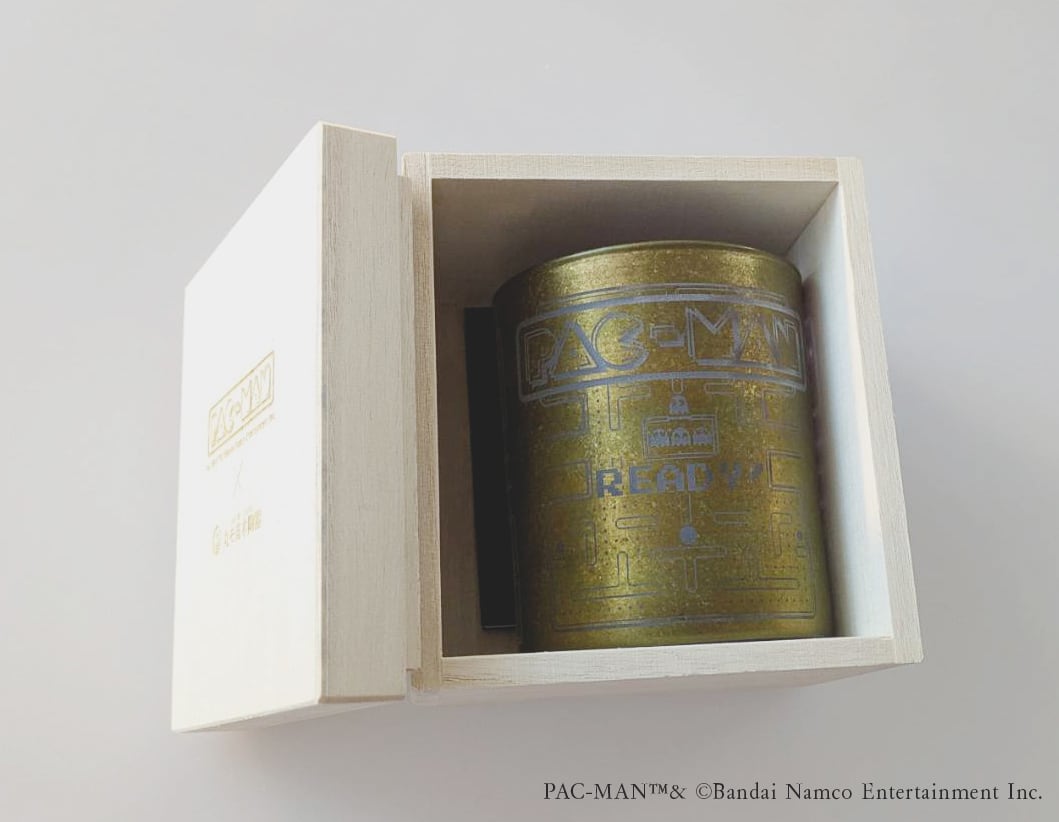 PAC-MAN
×
PAC-MAN
READY!
PAC-MAN™& ©Bandai Namco Entertainment Inc.